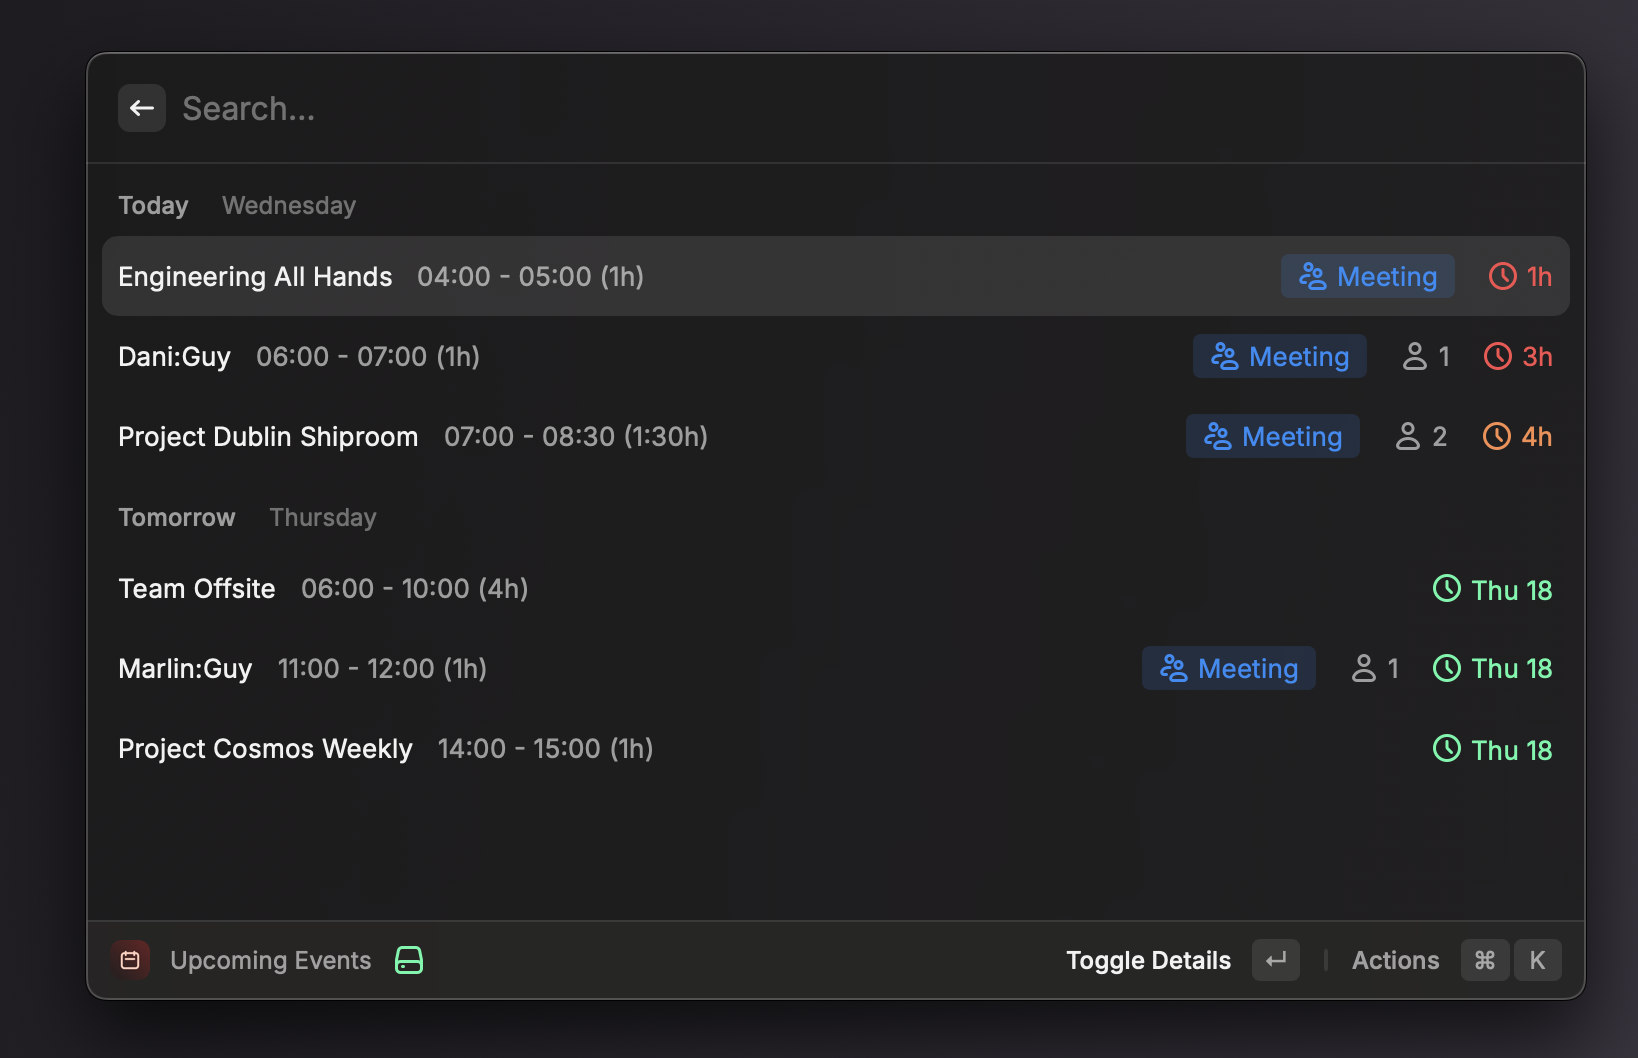 Search...
Today Wednesday
Engineering All Hands 04:00 - 05:00 (1h) Meeting 1h
Dani:Guy 06:00 - 07:00 (1h) Meeting 1 3h
Project Dublin Shiproom 07:00 - 08:30 (1:30h) Meeting 2 4h
Tomorrow Thursday
Team Offsite 06:00 - 10:00 (4h) Thu 18
Marlin:Guy 11:00 - 12:00 (1h) Meeting 1 Thu 18
Project Cosmos Weekly 14:00 - 15:00 (1h) Thu 18
Upcoming Events Toggle Details ↵ Actions ⌘ K